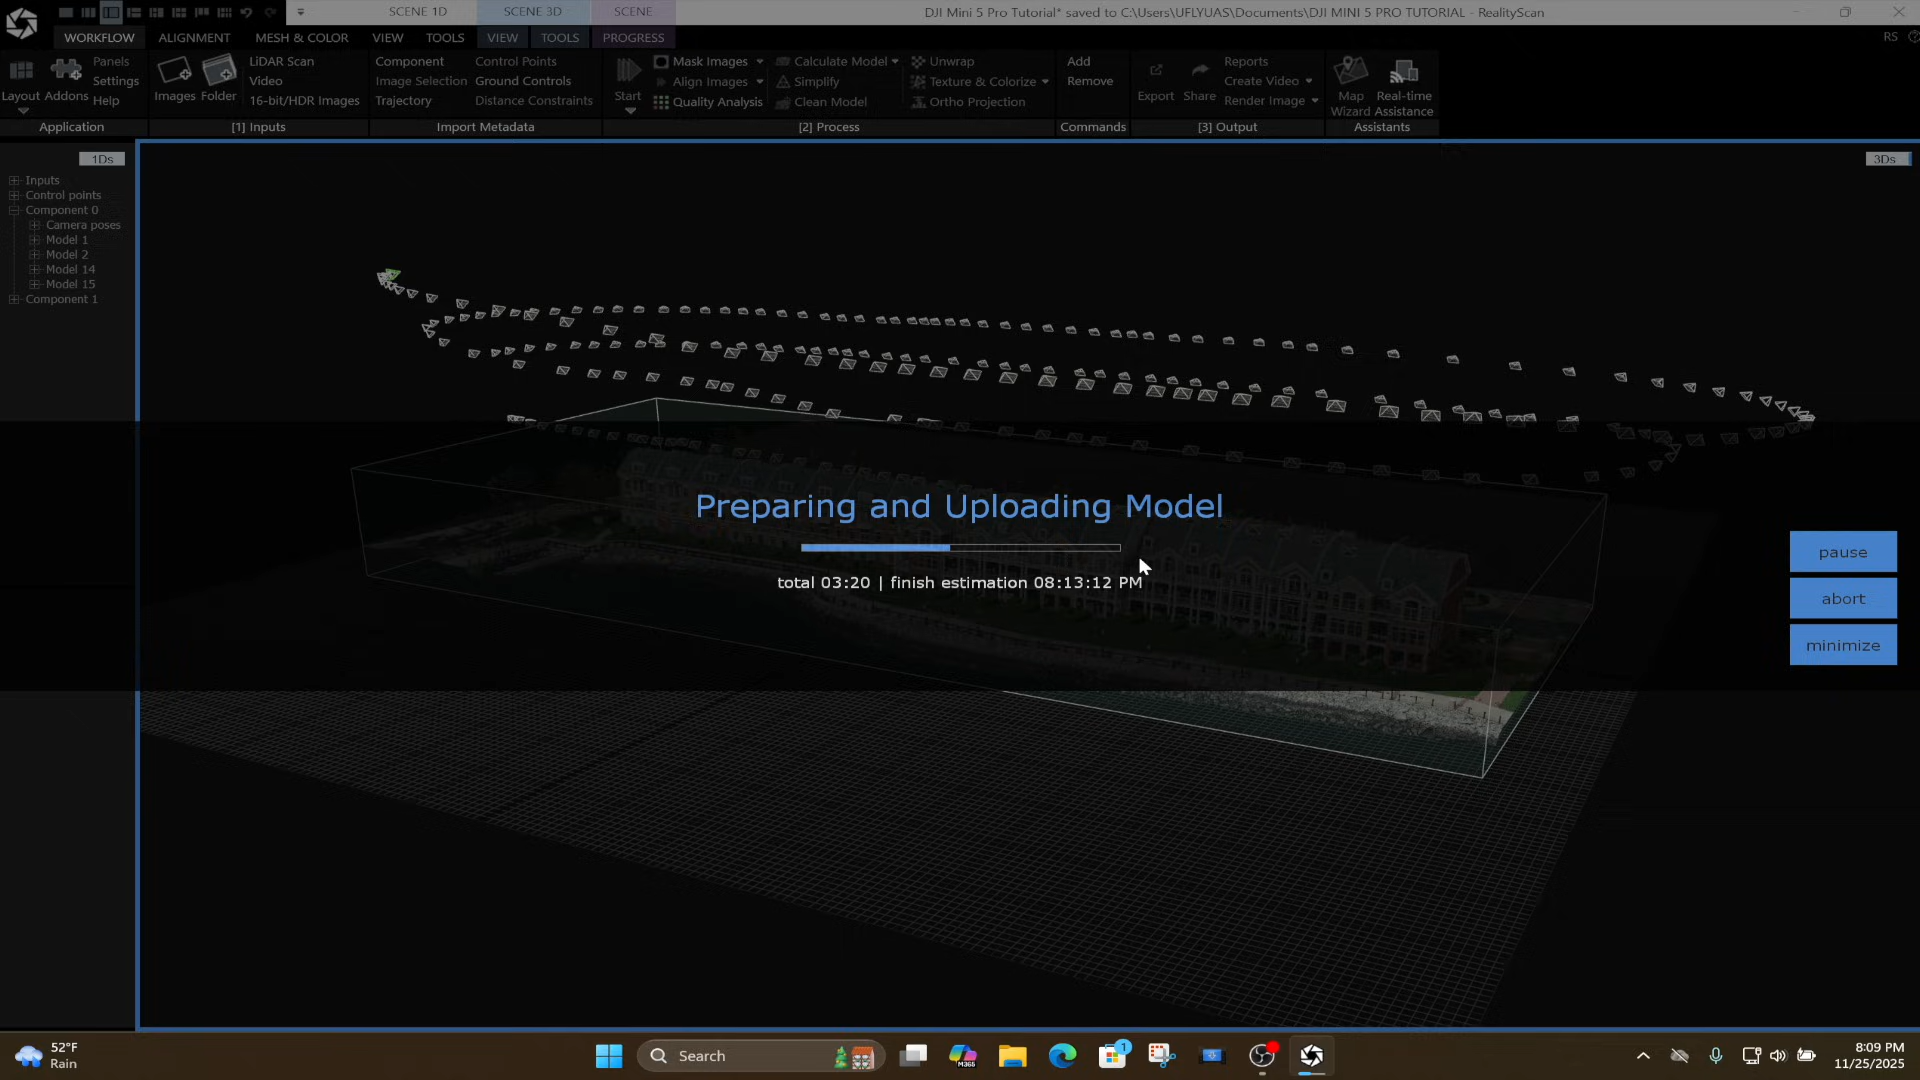 SCENE 1D
SCENE 3D
SCENE
DJI Mini 5 Pro Tutorial* saved to C:\Users\UFLYUAS\Documents\DJI MINI 5 PRO TUTORIAL - RealityScan
WORKFLOW
ALIGNMENT
MESH & COLOR
VIEW
TOOLS
VIEW
TOOLS
PROGRESS
RS
Layout
Addons
Panels
Settings
Help
Application
Images
Folder
LiDAR Scan
Video
16-bit/HDR Images
[1] Inputs
Component
Image Selection
Trajectory
Control Points
Ground Controls
Distance Constraints
Import Metadata
Start
Mask Images
Align Images
Quality Analysis
Calculate Model
Simplify
Clean Model
Unwrap
Texture & Colorize
Ortho Projection
[2] Process
Add
Remove
Commands
Export
Share
Reports
Create Video
Render Image
[3] Output
Map
Wizard
Real-time
Assistance
Assistants
1Ds
3Ds
Inputs
Control points
Component 0
Camera poses
Model 1
Model 2
Model 14
Model 15
Component 1
Preparing and Uploading Model
total 03:20 | finish estimation 08:13:12 PM
pause
abort
minimize
52°F
Rain
Search
M365
1
8:09 PM
11/25/2025